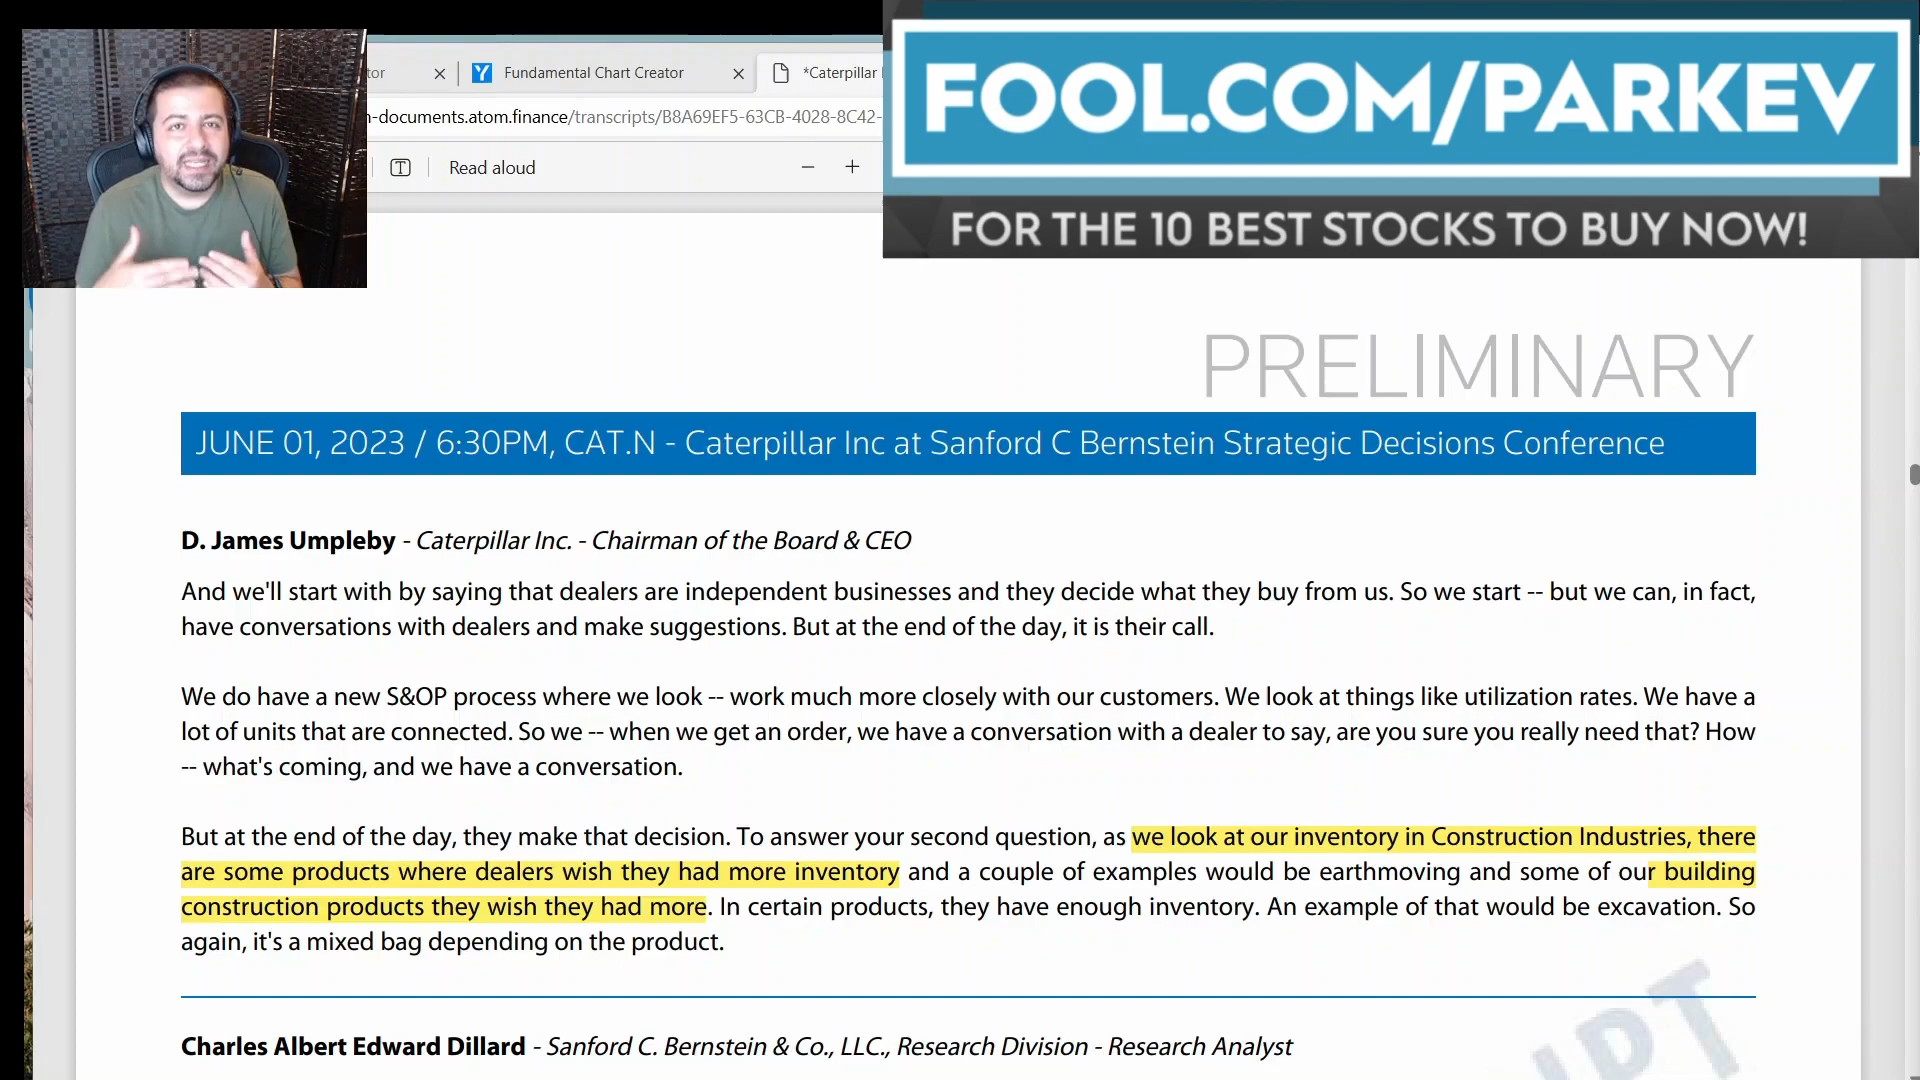 tor
Fundamental Chart Creator
*Caterpillar
n-documents.atom.finance/transcripts/B8A69EF5-63CB-4028-8C42-
Read aloud
FOOL.COM/PARKEV
FOR THE 10 BEST STOCKS TO BUY NOW!
PRELIMINARY
JUNE 01, 2023 / 6:30PM, CAT.N - Caterpillar Inc at Sanford C Bernstein Strategic Decisions Conference
D. James Umpleby - Caterpillar Inc. - Chairman of the Board & CEO
And we'll start with by saying that dealers are independent businesses and they decide what they buy from us. So we start -- but we can, in fact,
have conversations with dealers and make suggestions. But at the end of the day, it is their call.
We do have a new S&OP process where we look -- work much more closely with our customers. We look at things like utilization rates. We have a
lot of units that are connected. So we -- when we get an order, we have a conversation with a dealer to say, are you sure you really need that? How
-- what's coming, and we have a conversation.
But at the end of the day, they make that decision. To answer your second question, as we look at our inventory in Construction Industries, there
are some products where dealers wish they had more inventory and a couple of examples would be earthmoving and some of our building
construction products they wish they had more. In certain products, they have enough inventory. An example of that would be excavation. So
again, it's a mixed bag depending on the product.
Charles Albert Edward Dillard - Sanford C. Bernstein & Co., LLC., Research Division - Research Analyst